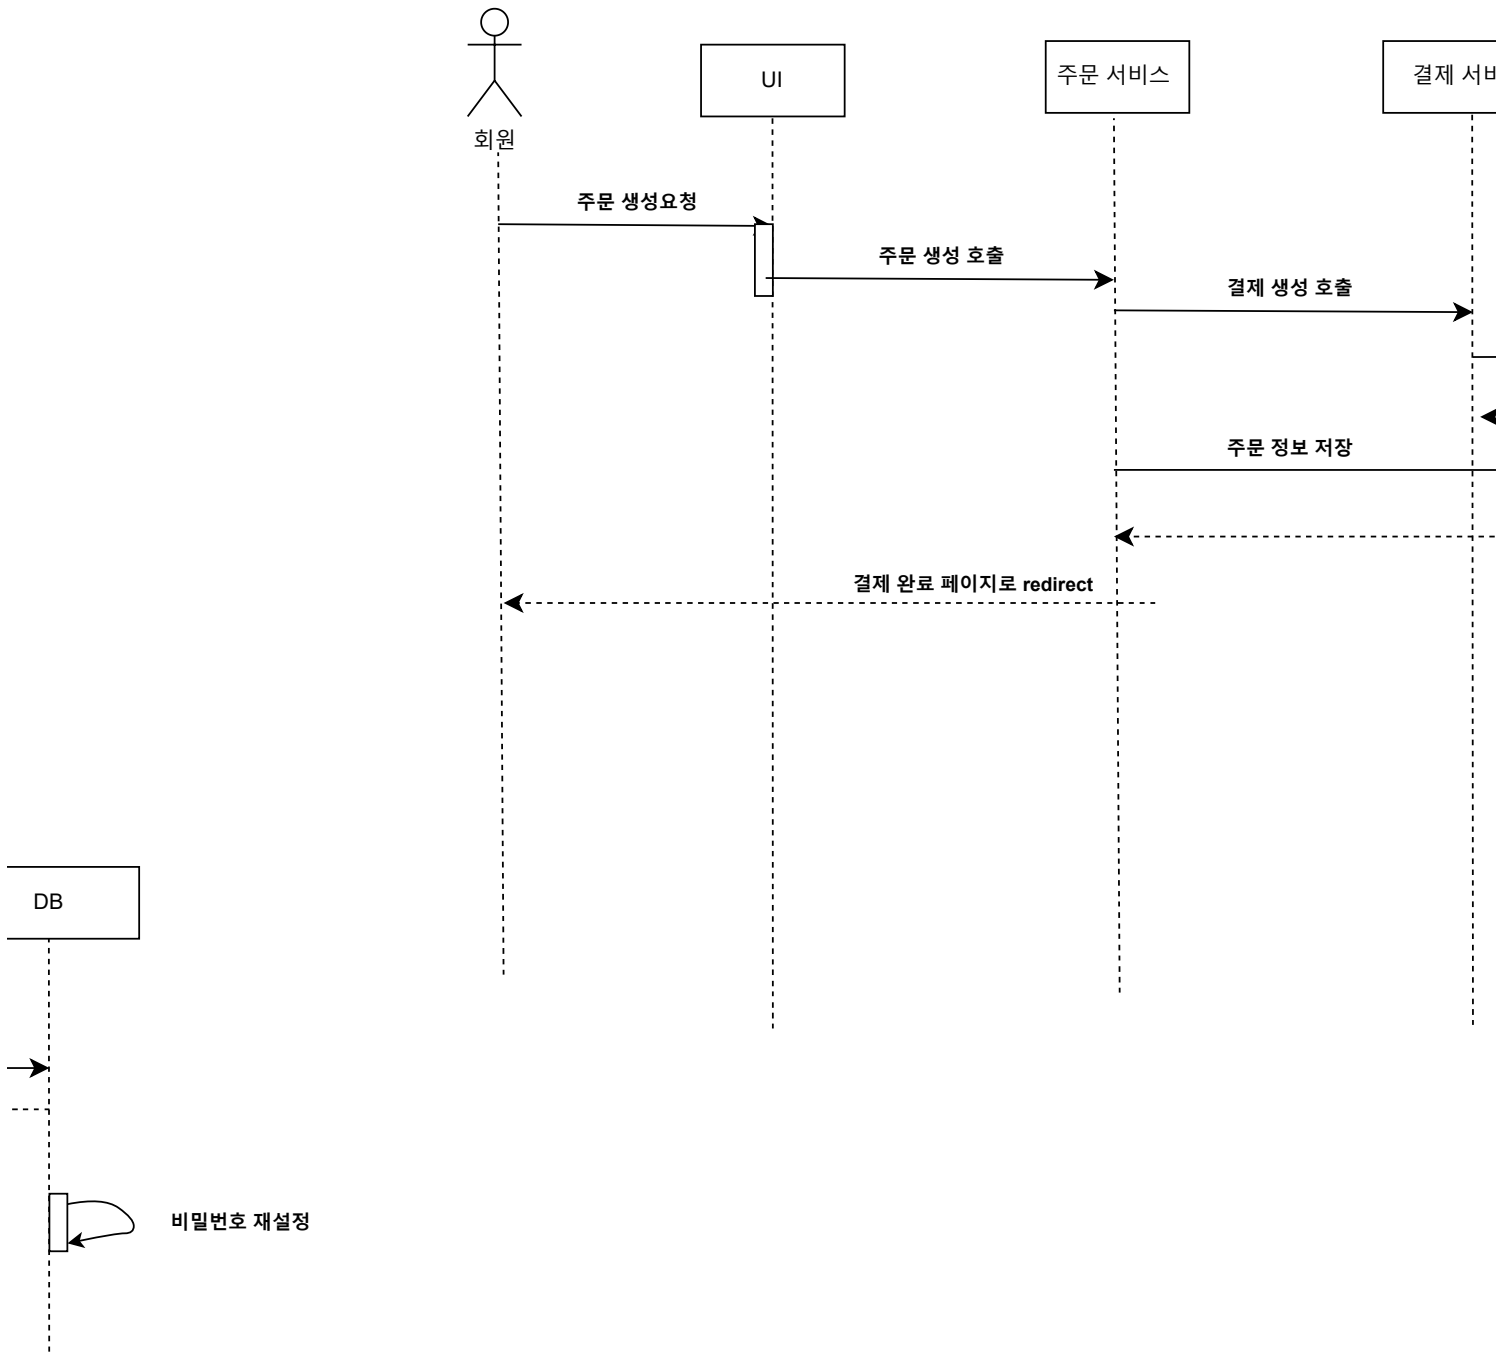 회원
UI
주문 서비스
결제 서비
주문 생성요청
주문 생성 호출
결제 생성 호출
주문 정보 저장
결제 완료 페이지로 redirect
DB
비밀번호 재설정